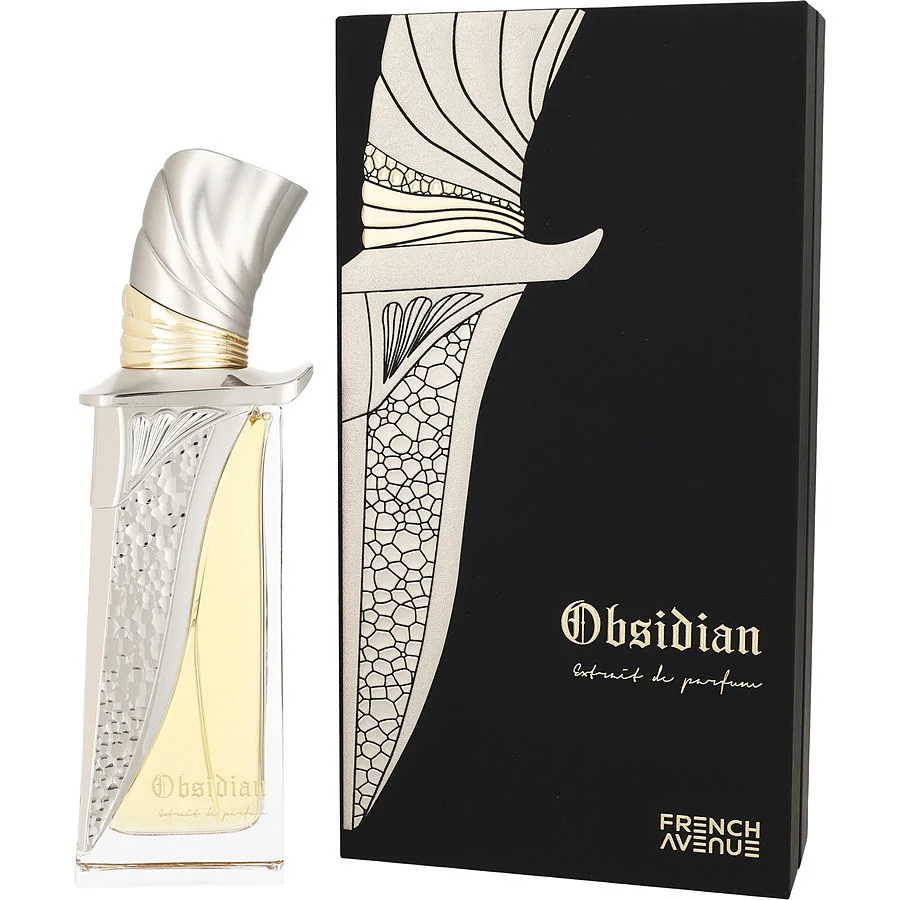 Obsidian
Extrait de parfum
Obsidian
Extrait de parfum
FRENCH
AVENUE